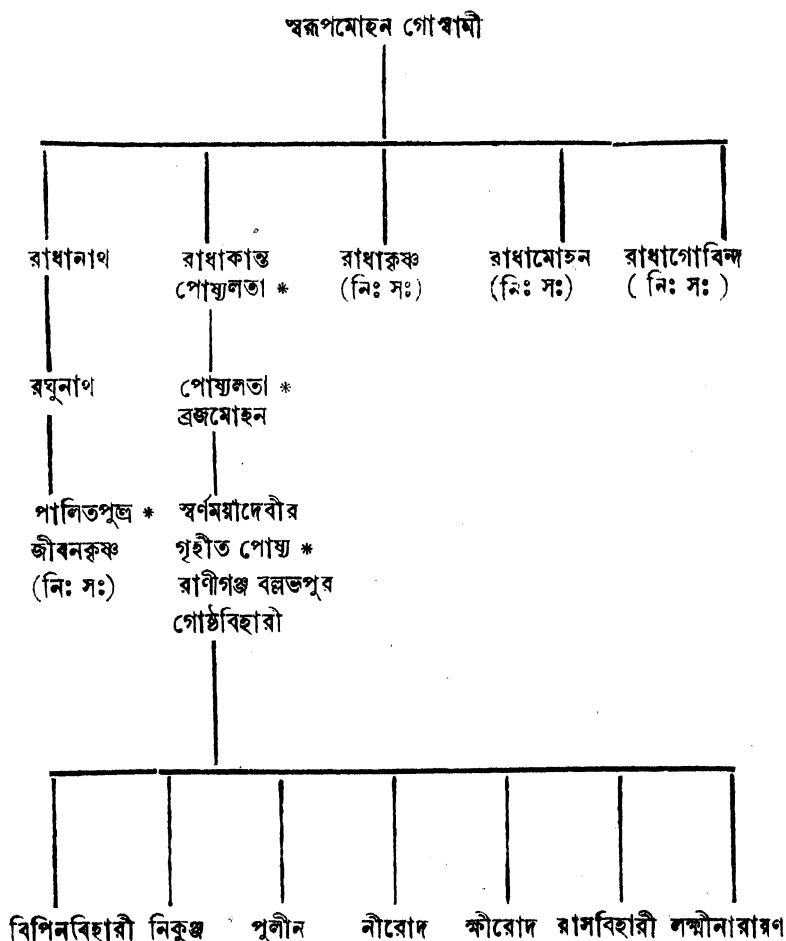 স্বরূপমোহন গোস্বামী
রাধানাথ রাধাকান্ত রাধাকৃষ্ণ রাধামোহন রাধাগোবিন্দ
পোষ্যলতা * (নিঃ সঃ) (নিঃ সঃ) ( নিঃ সঃ )
রঘুনাথ পোষ্যলতা *
ব্রজমোহন
পালিতপুত্র * স্বর্ণময়াদেবীর
জীবনকৃষ্ণ গৃহীত পোষ্য *
(নিঃ সঃ) রাণীগঞ্জ বল্লভপুর
গোষ্ঠবিহারী
বিপিনবিহারী নিকুঞ্জ পুলীন নীরোদ ক্ষীরোদ রাসবিহারী লক্ষ্মীনারারণ